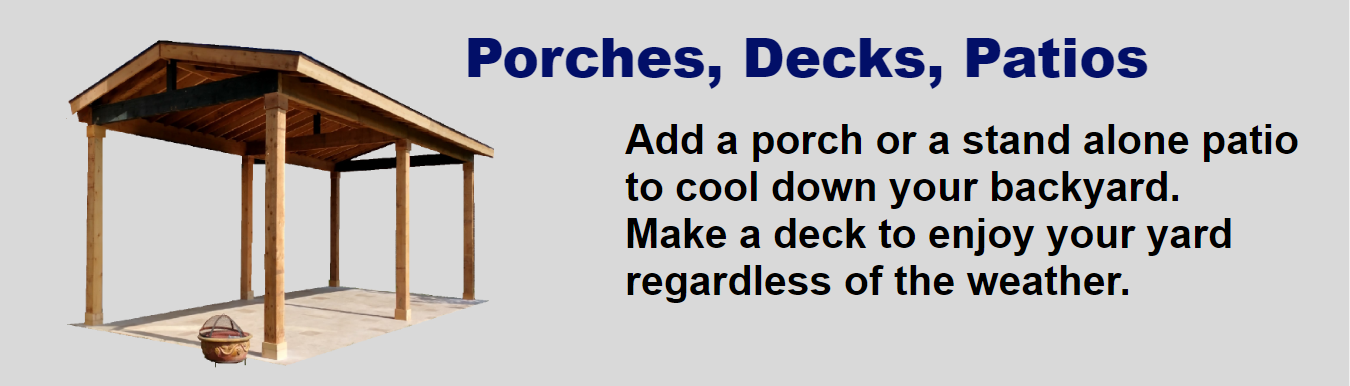 Porches, Decks, Patios
Add a porch or a stand alone patio
to cool down your backyard.
Make a deck to enjoy your yard
regardless of the weather.